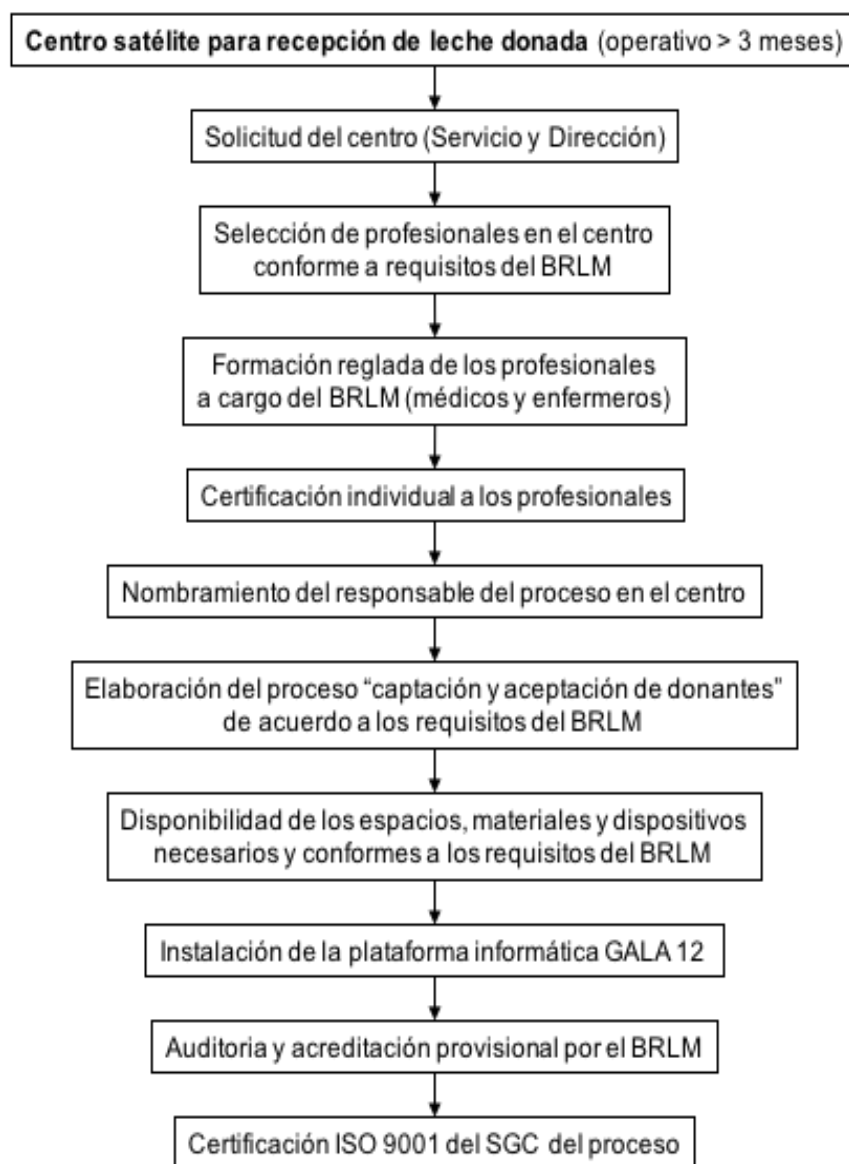 Centro satélite para recepción de leche donada (operativo > 3 meses)
Solicitud del centro (Servicio y Dirección)
Selección de profesionales en el centro
conforme a requisitos del BRLM
Formación reglada de los profesionales
a cargo del BRLM (médicos y enfermeros)
Certificación individual a los profesionales
Nombramiento del responsable del proceso en el centro
Elaboración del proceso “captación y aceptación de donantes"
de acuerdo a los requisitos del BRLM
Disponibilidad de los espacios, materiales y dispositivos
necesarios y conformes a los requisitos del BRLM
Instalación de la plataforma informática GALA 12
Auditoria y acreditación provisional por el BRLM
Certificación ISO 9001 del SGC del proceso